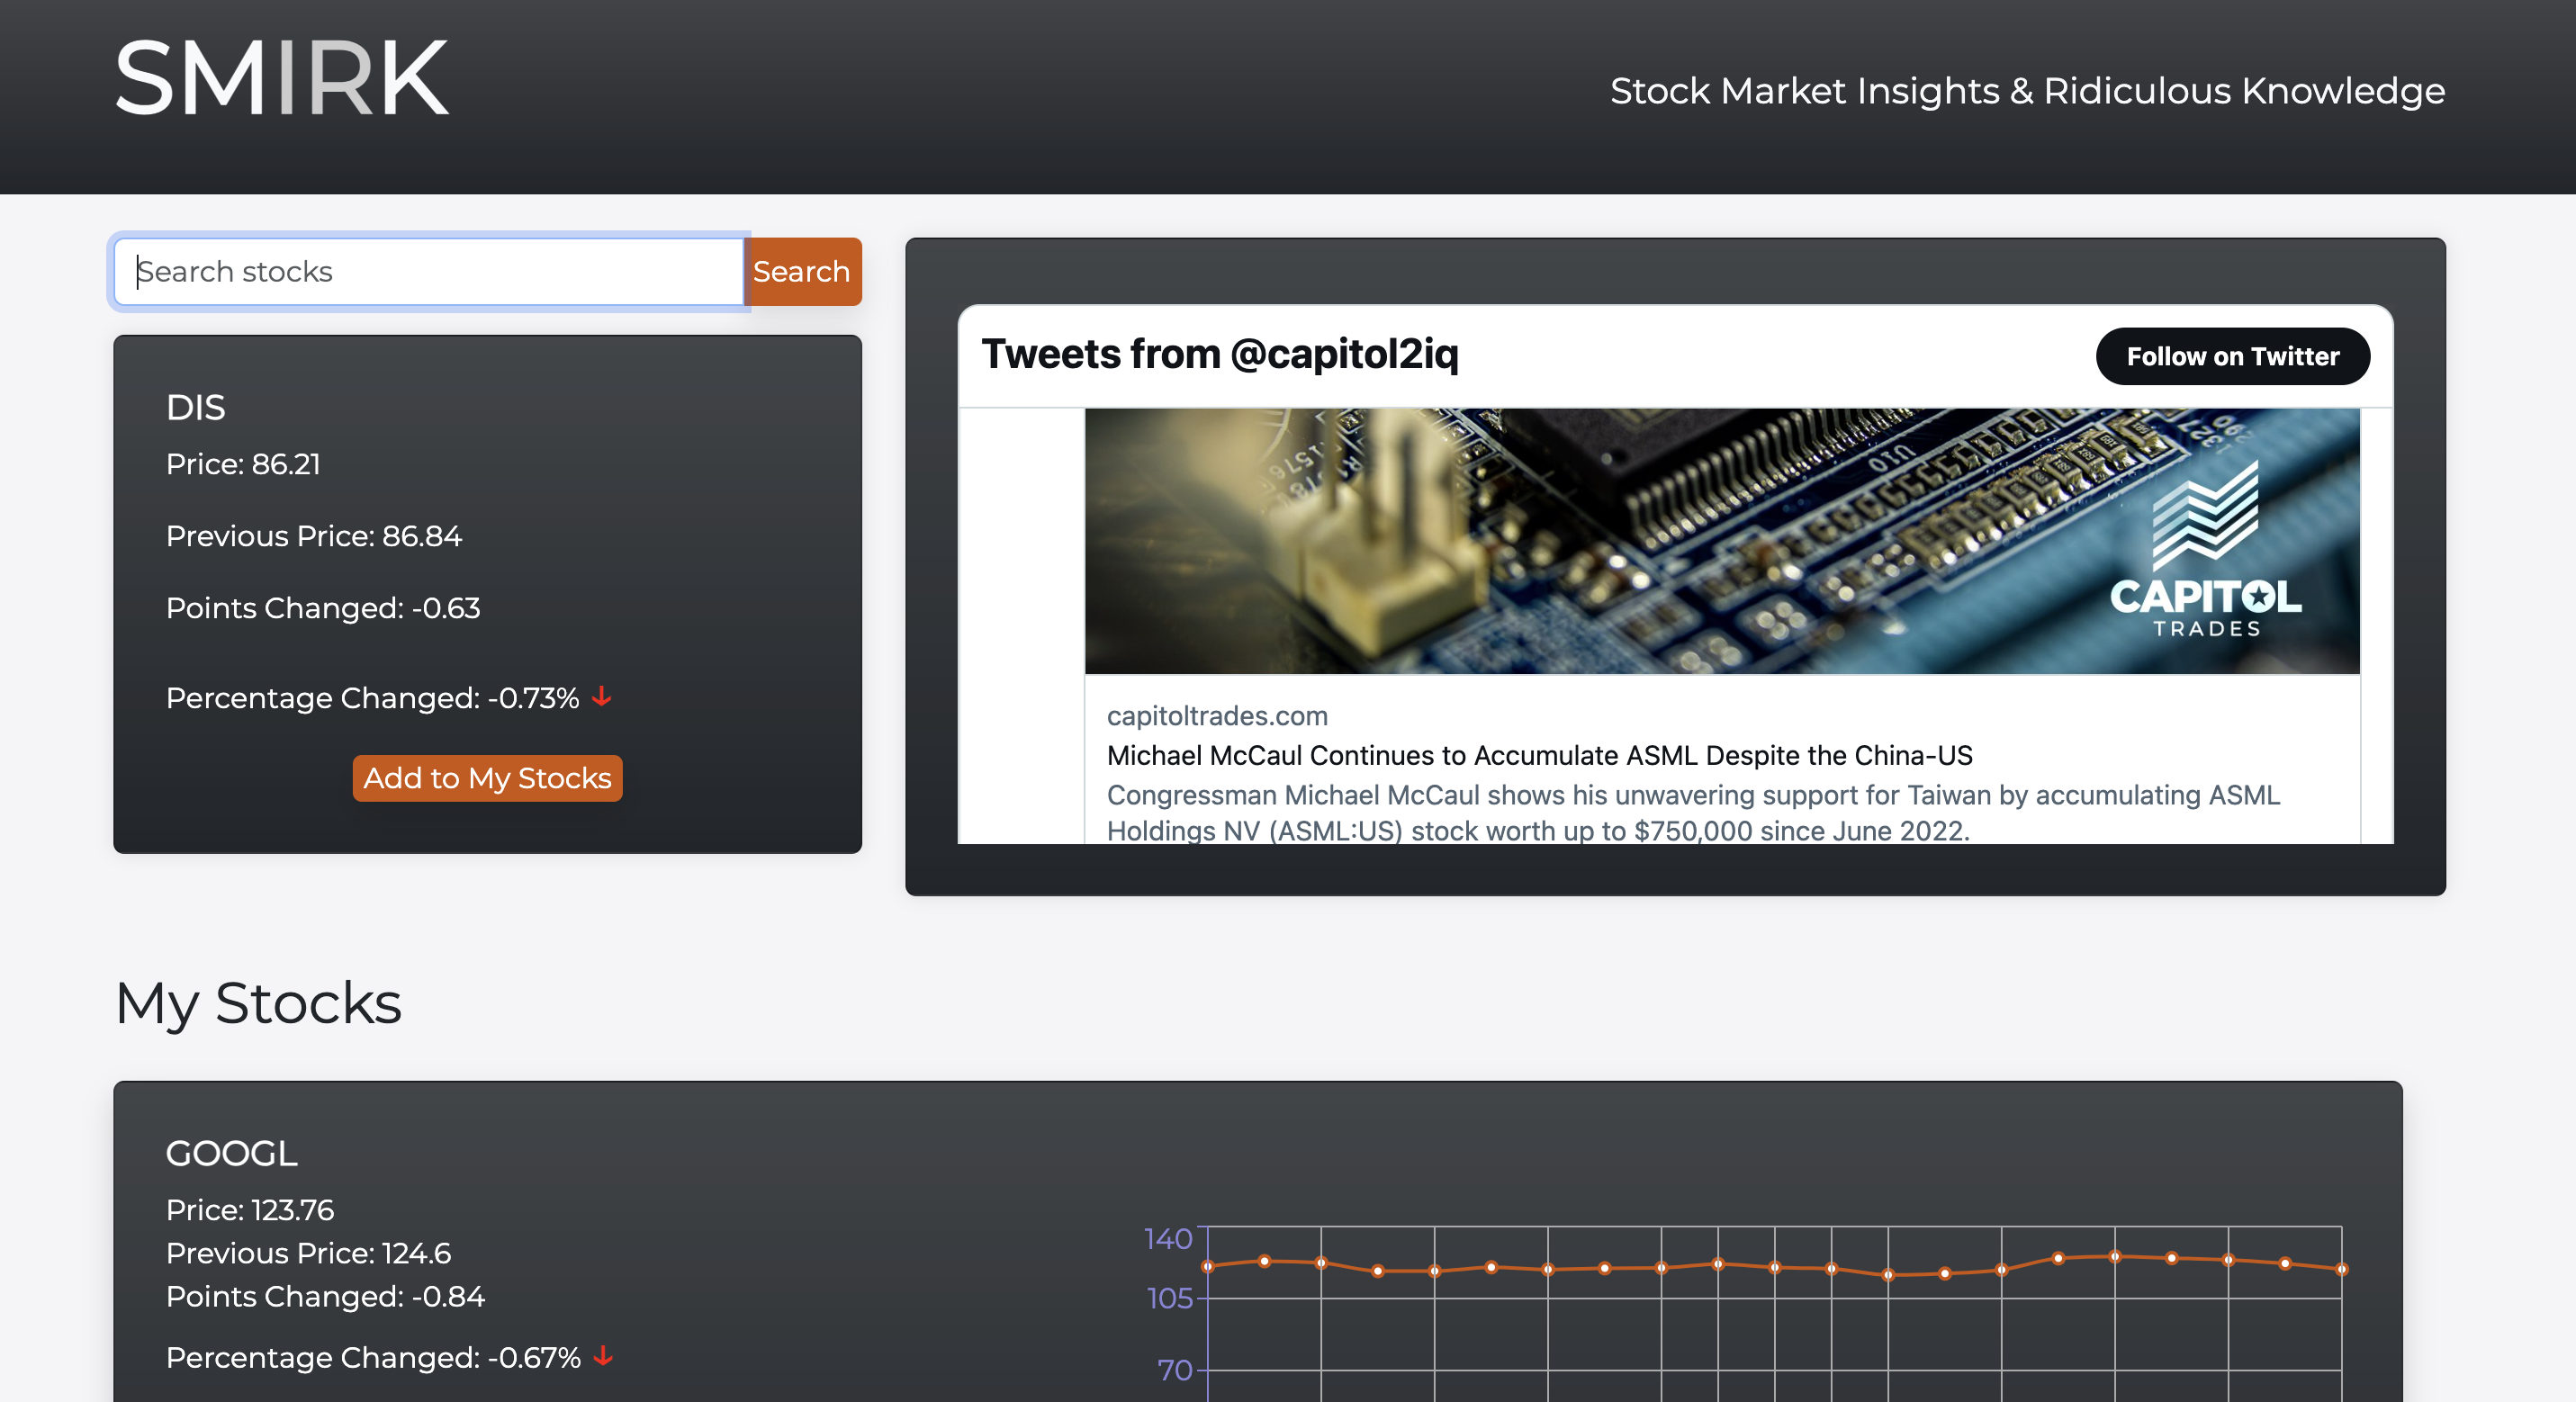 SMIRK
Stock Market Insights & Ridiculous Knowledge
Search stocks
Search
DIS
Price: 86.21
Previous Price: 86.84
Points Changed: -0.63
Percentage Changed: -0.73%
Add to My Stocks
Tweets from @capitol2iq
Follow on Twitter
U10
CAPITOL
TRADES
capitoltrades.com
Michael McCaul Continues to Accumulate ASML Despite the China-US
Congressman Michael McCaul shows his unwavering support for Taiwan by accumulating ASML
Holdings NV (ASML:US) stock worth up to $750,000 since June 2022.
My Stocks
GOOGL
Price: 123.76
Previous Price: 124.6
Points Changed: -0.84
Percentage Changed: -0.67%
140
105
70